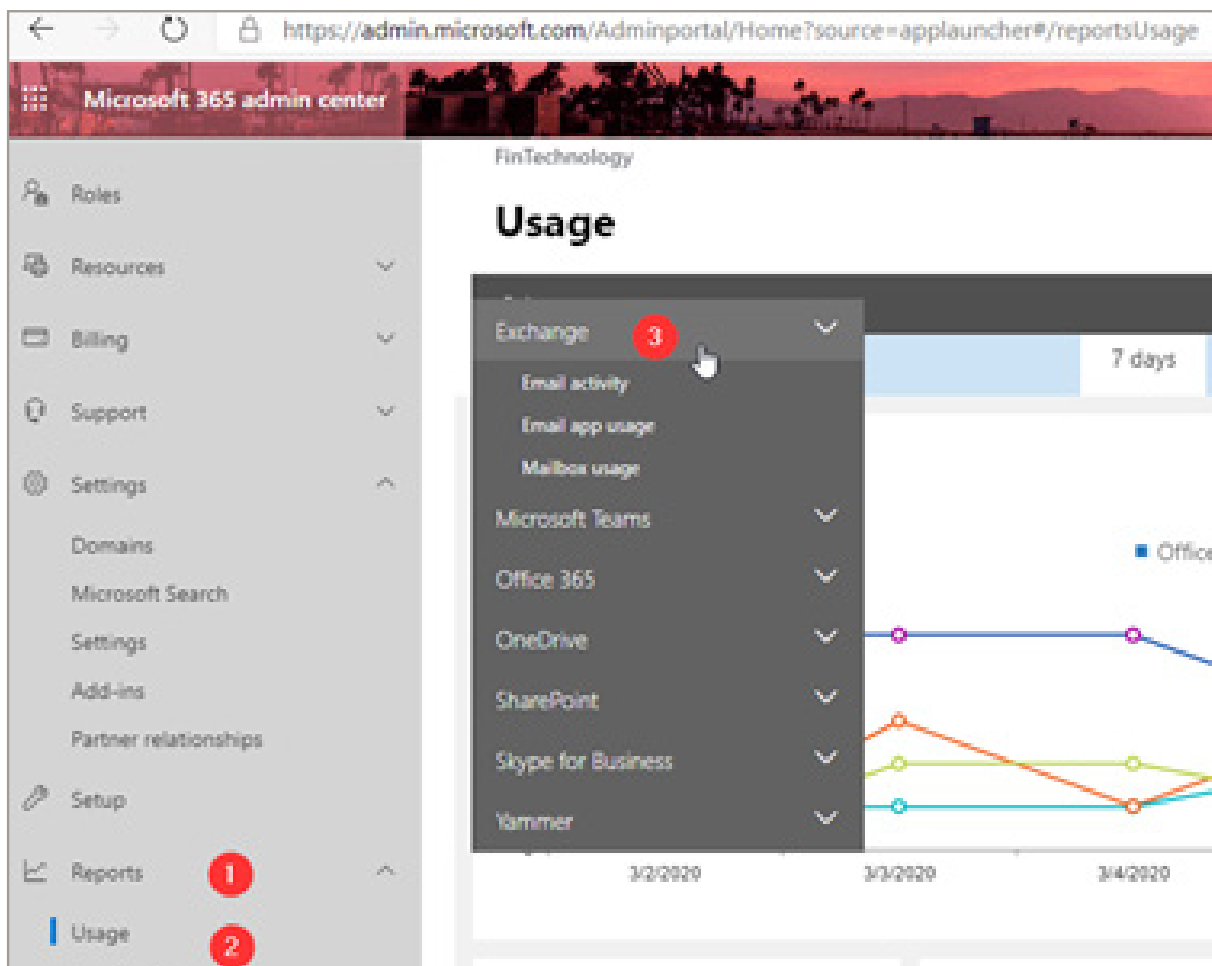 https://admin.microsoft.com/Adminportal/Home?source=applauncher#/reportsUsage
Microsoft 365 admin center
Roles
Resources
Billing
Support
Settings
Domains
Microsoft Search
Settings
Add-ins
Partner relationships
Setup
Reports 1
Usage 2
FinTechnology
Usage
Exchange 3
Email activity
Email app usage
Mailbox usage
Microsoft Teams
Office 365
OneDrive
SharePoint
Skype for Business
Yammer
7 days
Office
3/2/2020 3/3/2020 3/4/2020